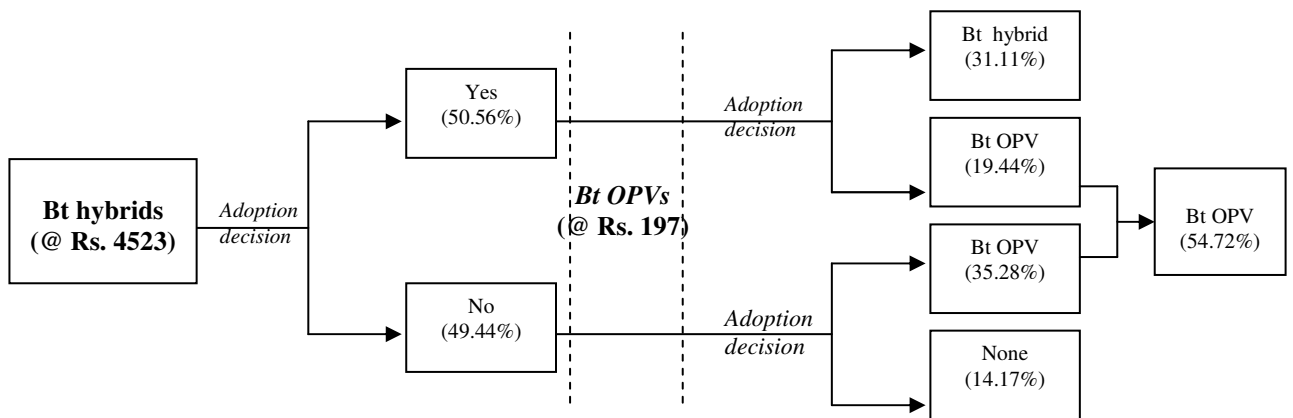 Bt hybrids
(@ Rs. 4523)
Adoption
decision
Yes
(50.56%)
No
(49.44%)
Bt OPVs
(@ Rs. 197)
Adoption
decision
Adoption
decision
Bt hybrid
(31.11%)
Bt OPV
(19.44%)
Bt OPV
(35.28%)
None
(14.17%)
Bt OPV
(54.72%)